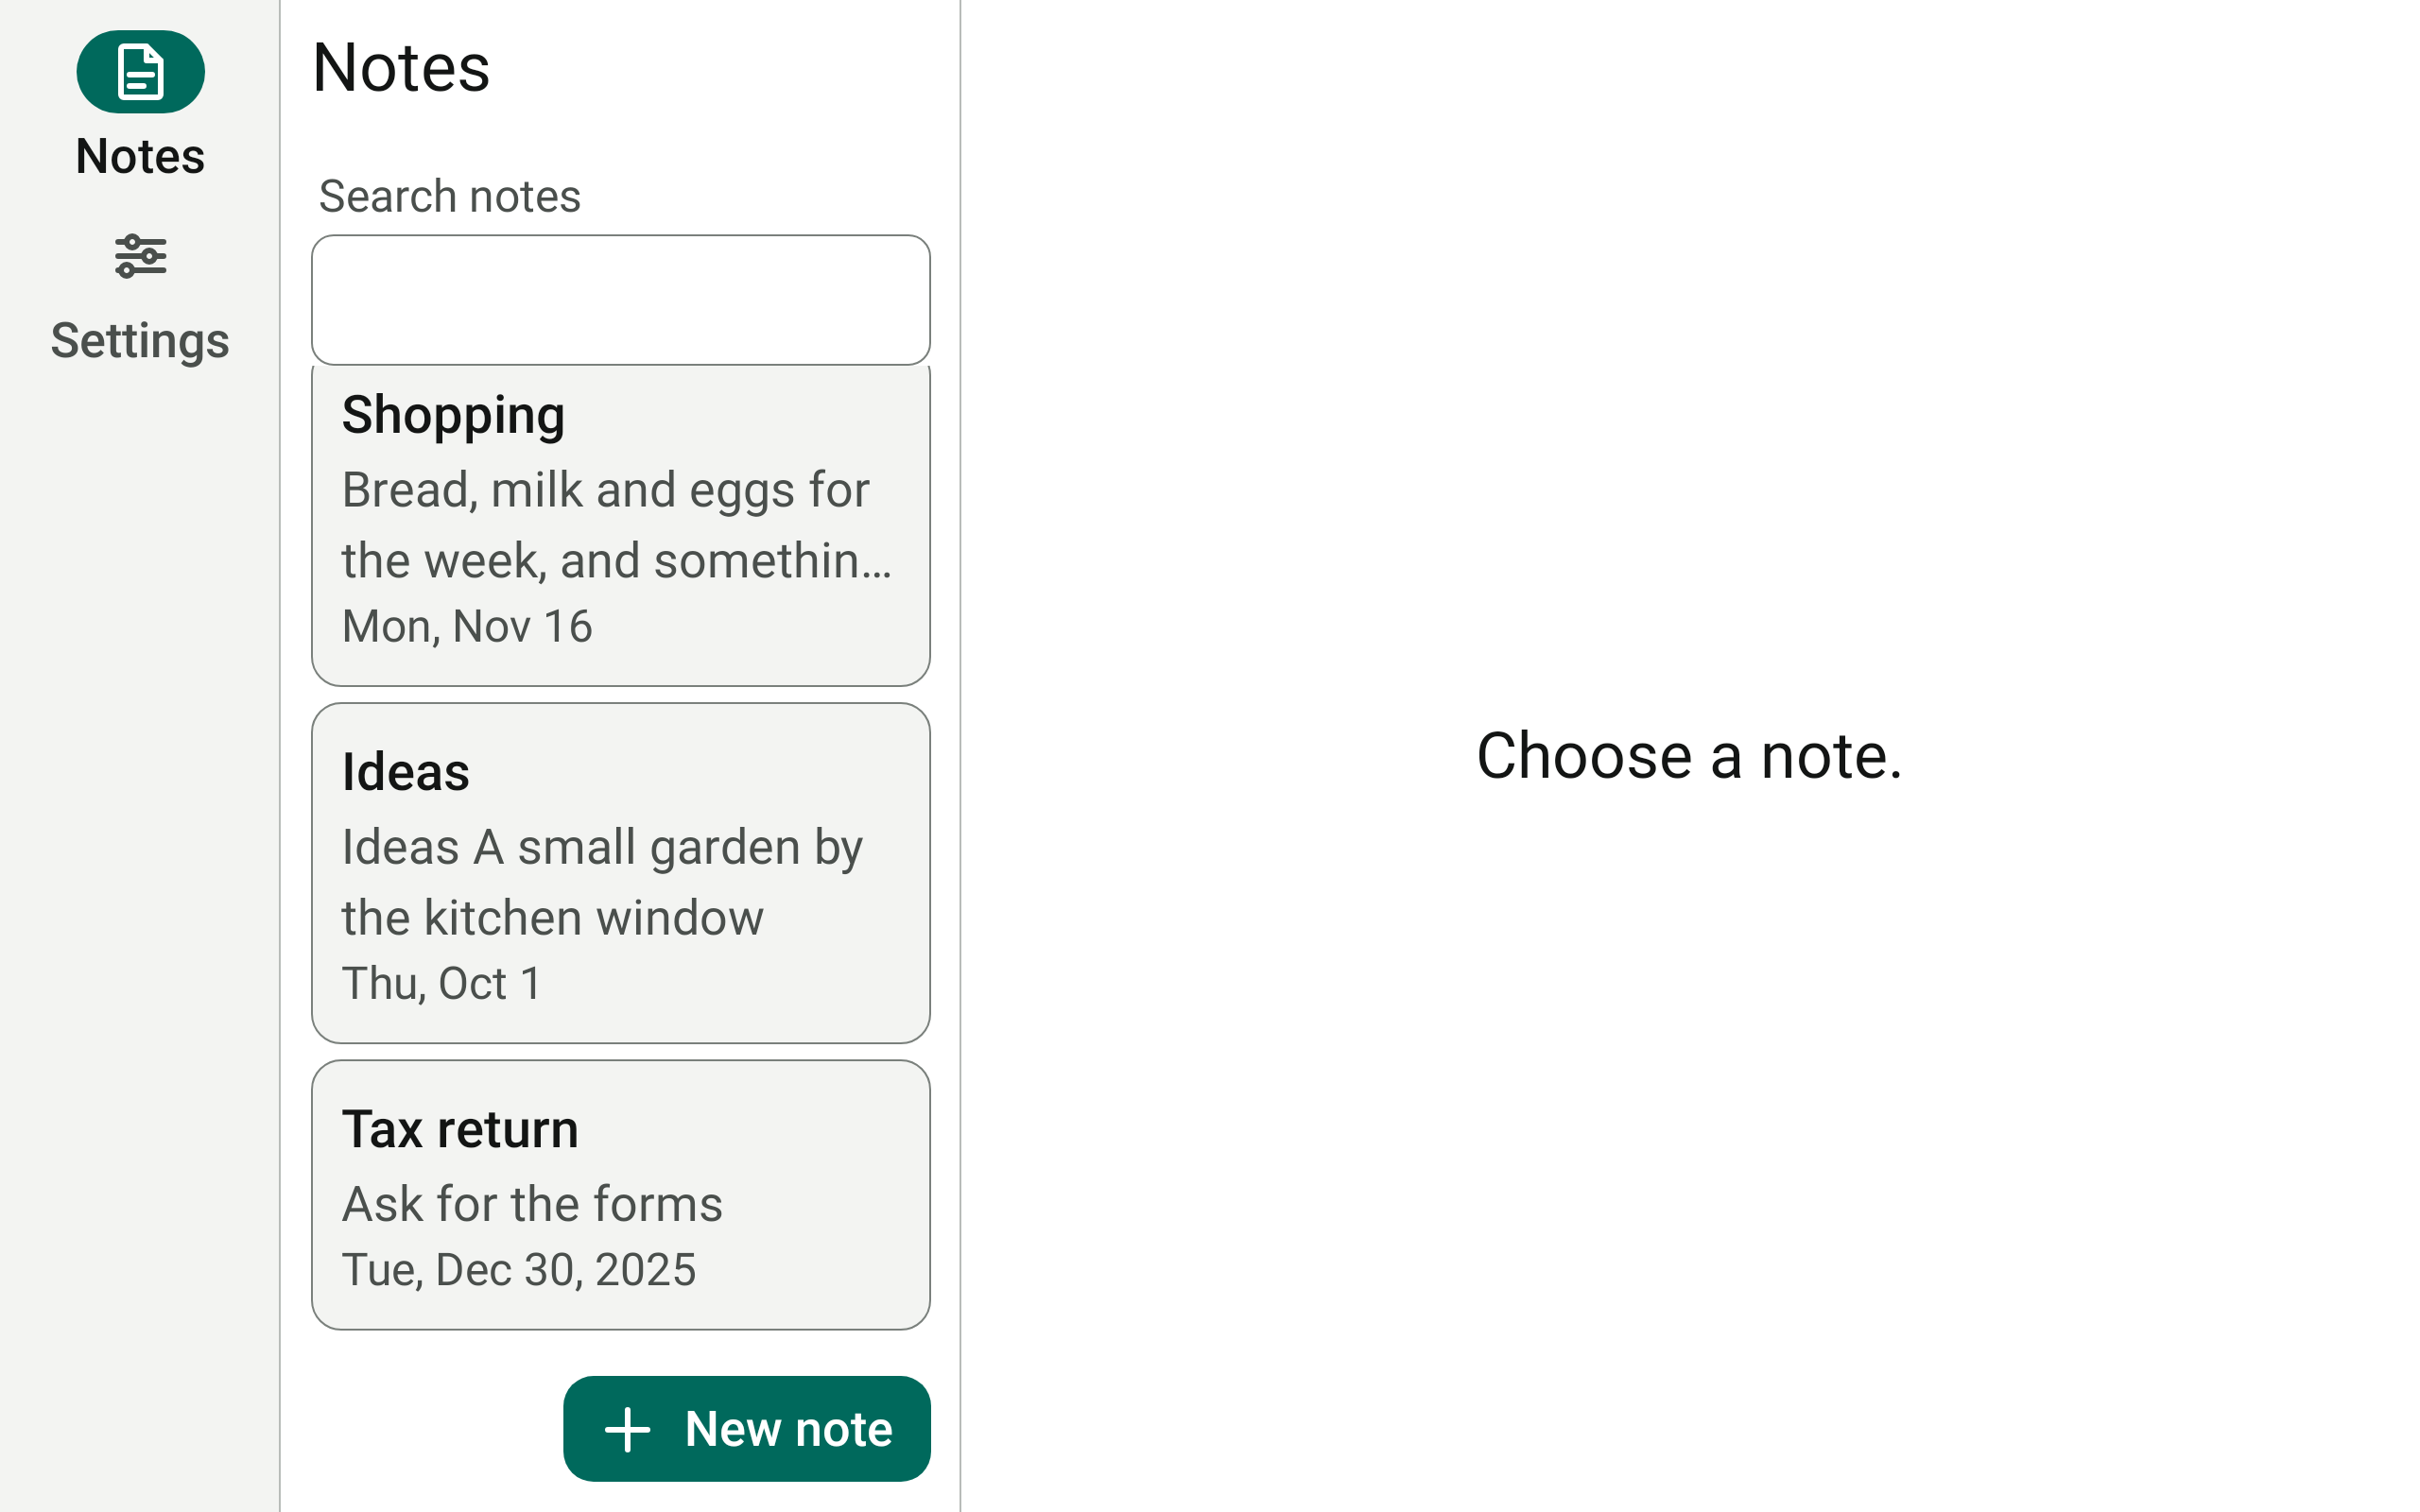 Notes
Settings
Notes
Search notes
Shopping
Bread, milk and eggs for
the week, and somethin...
Mon, Nov 16
Ideas
Ideas A small garden by
the kitchen window
Thu, Oct 1
Tax return
Ask for the forms
Tue, Dec 30, 2025
New note
Choose a note.